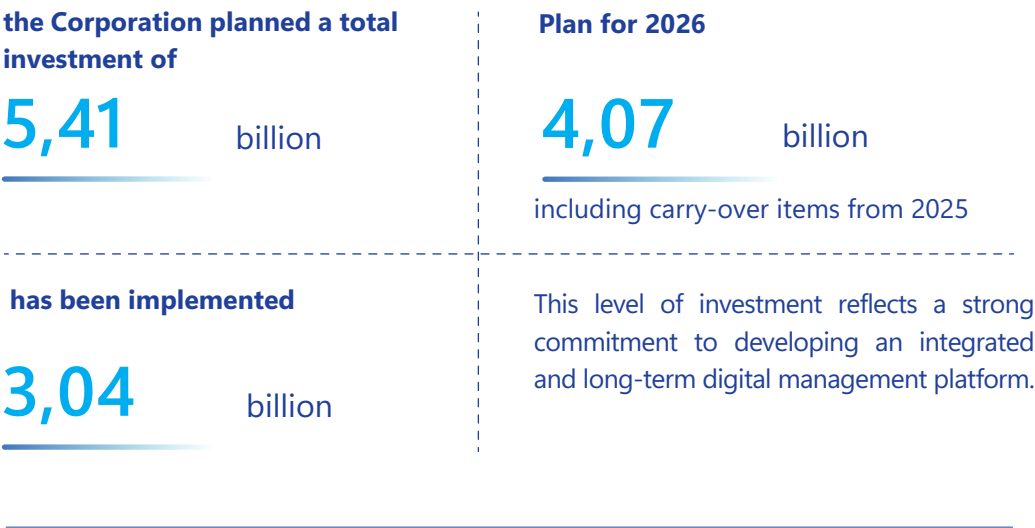 the Corporation planned a total
investment of
5,41 billion
Plan for 2026
4,07 billion
including carry-over items from 2025
has been implemented
3,04 billion
This level of investment reflects a strong
commitment to developing an integrated
and long-term digital management platform.